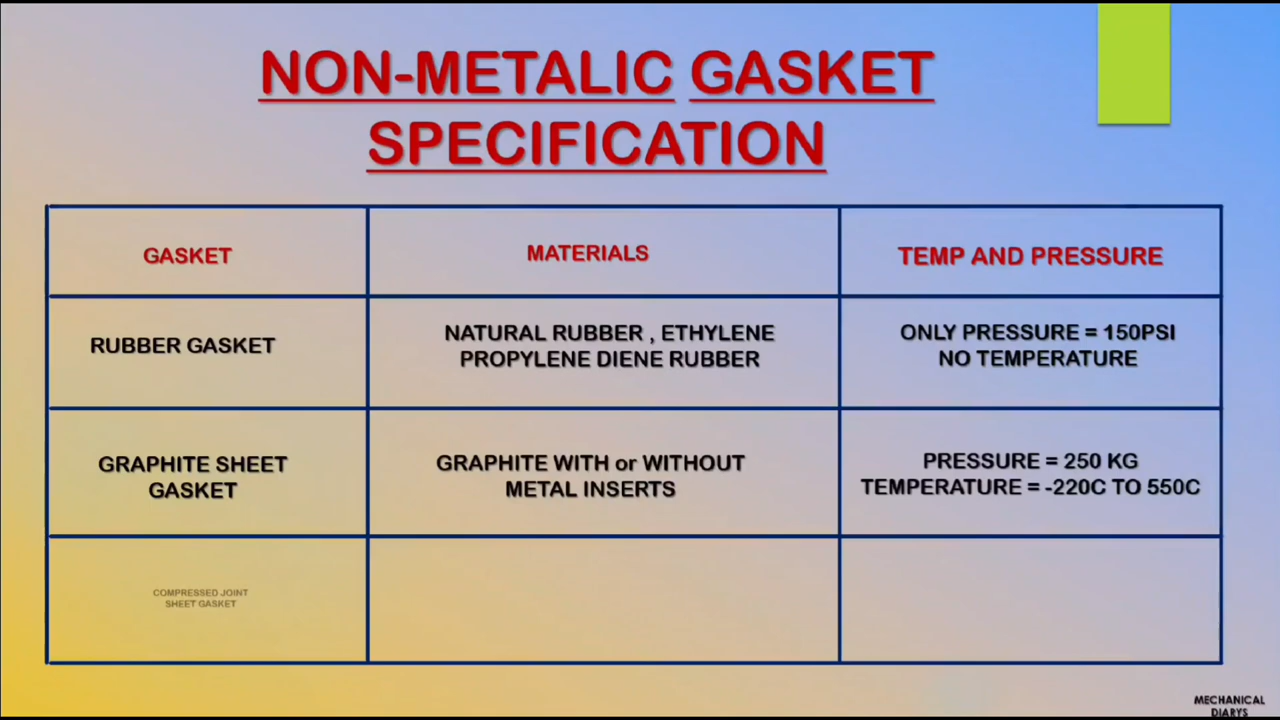 NON-METALIC GASKET
SPECIFICATION
GASKET
MATERIALS
TEMP AND PRESSURE
RUBBER GASKET
NATURAL RUBBER , ETHYLENE
PROPYLENE DIENE RUBBER
ONLY PRESSURE = 150PSI
NO TEMPERATURE
GRAPHITE SHEET
GASKET
GRAPHITE WITH or WITHOUT
METAL INSERTS
PRESSURE = 250 KG
TEMPERATURE = -220C TO 550C
COMPRESSED JOINT
SHEET GASKET
MECHANICAL
DIARYS